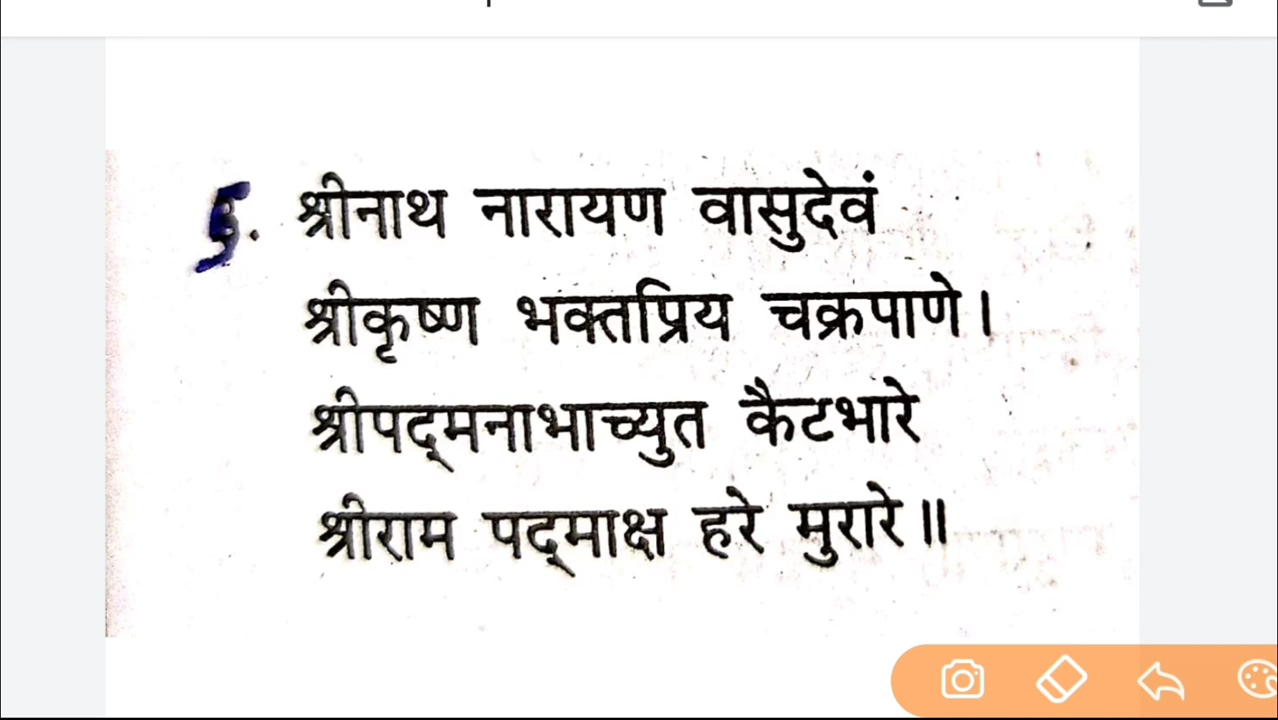 5. श्रीनाथ नारायण वासुदेवं
श्रीकृष्ण भक्तप्रिय चक्रपाणे।
श्रीपद्‌मनाभाच्युत कैटभारे
श्रीराम पद्‌माक्ष हरे मुरारे॥